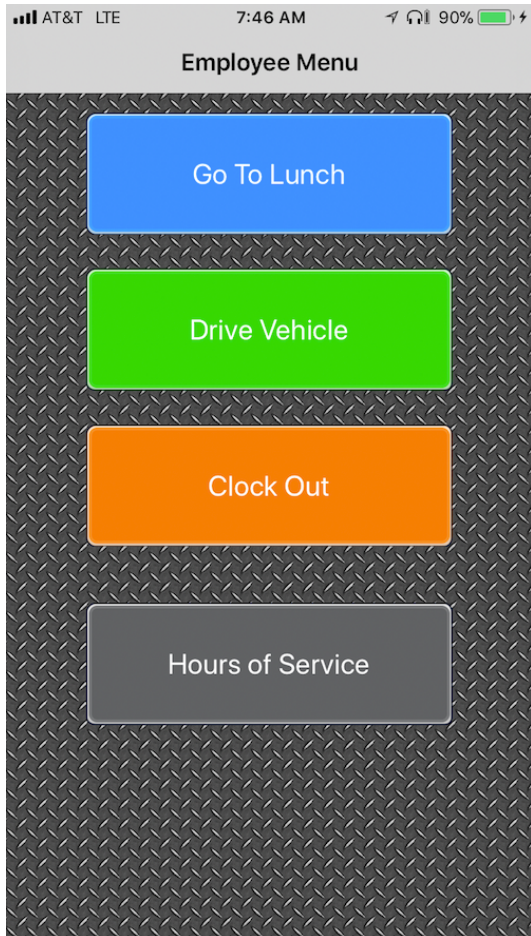 AT&T LTE 7:46 AM 90%
Employee Menu
Go To Lunch
Drive Vehicle
Clock Out
Hours of Service